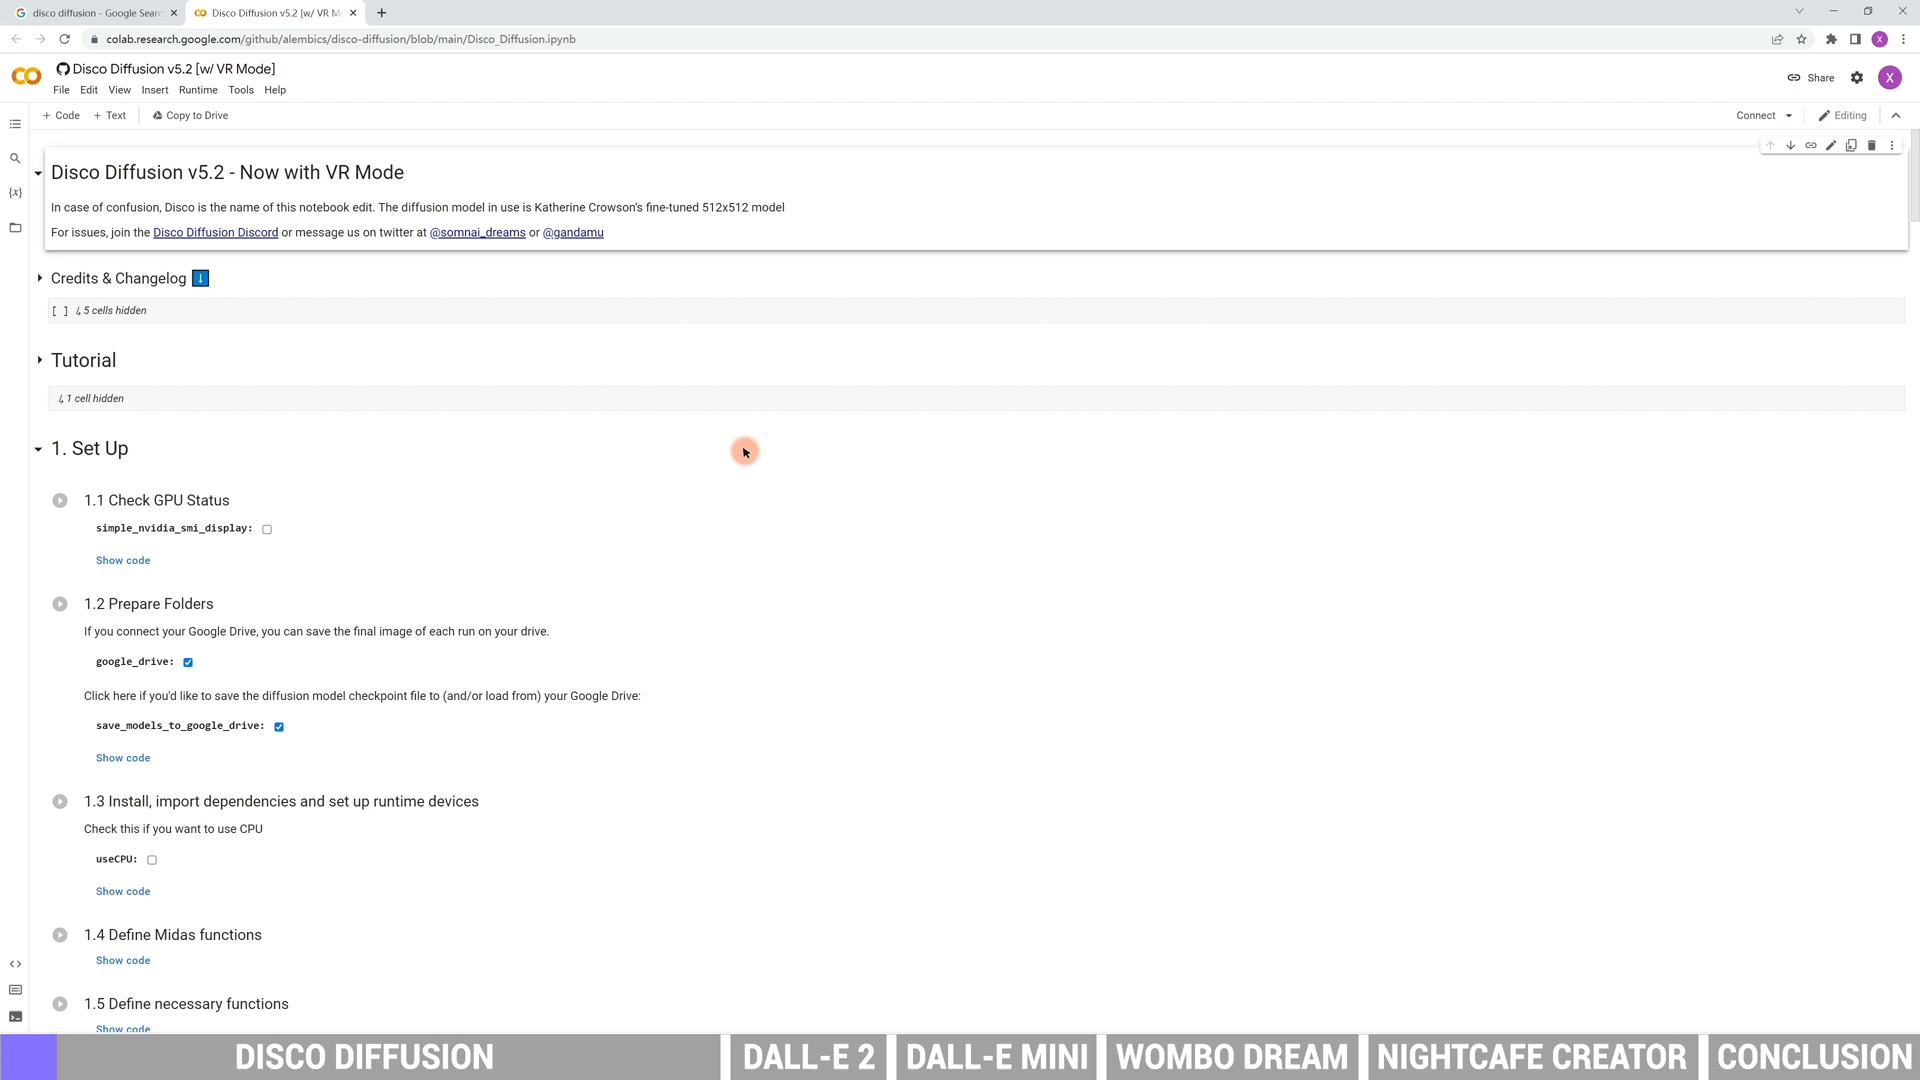 disco diffusion - Google Searc
Disco Diffusion v5.2 [w/ VR M
colab.research.google.com/github/alembics/disco-diffusion/blob/main/Disco_Diffusion.ipynb
X
Disco Diffusion v5.2 [w/ VR Mode]
Share
X
File Edit View Insert Runtime Tools Help
+ Code + Text Copy to Drive
Connect Editing
Disco Diffusion v5.2 - Now with VR Mode
In case of confusion, Disco is the name of this notebook edit. The diffusion model in use is Katherine Crowson's fine-tuned 512x512 model
For issues, join the Disco Diffusion Discord or message us on twitter at @somnai_dreams or @gandamu
Credits & Changelog
[ ] ↳ 5 cells hidden
Tutorial
↳ 1 cell hidden
1. Set Up
1.1 Check GPU Status
simple_nvidia_smi_display:
Show code
1.2 Prepare Folders
If you connect your Google Drive, you can save the final image of each run on your drive.
google_drive:
Click here if you'd like to save the diffusion model checkpoint file to (and/or load from) your Google Drive:
save_models_to_google_drive:
Show code
1.3 Install, import dependencies and set up runtime devices
Check this if you want to use CPU
useCPU:
Show code
1.4 Define Midas functions
Show code
1.5 Define necessary functions
Show code
DISCO DIFFUSION DALL-E 2 DALL-E MINI WOMBO DREAM NIGHTCAFE CREATOR CONCLUSION